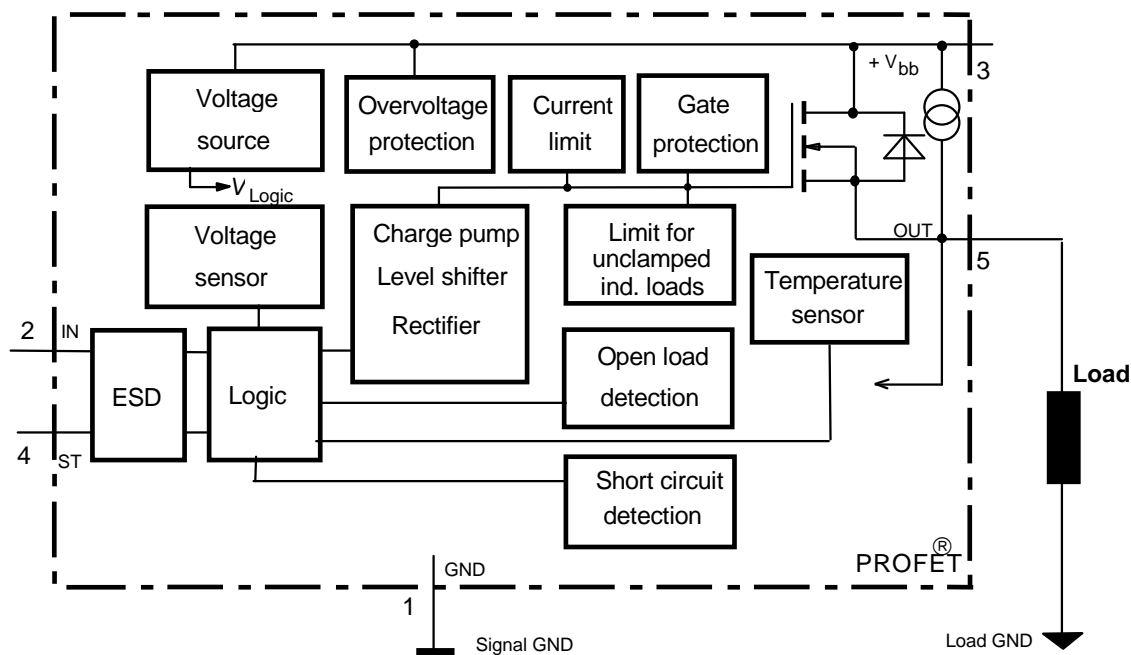 + Vbb
3
Voltage
source
Overvoltage
protection
Current
limit
Gate
protection
VLogic
Voltage
sensor
Charge pump
Level shifter
Rectifier
Limit for
unclamped
ind. loads
OUT
5
Temperature
sensor
2
IN
ESD
Logic
Open load
detection
Load
4
ST
Short circuit
detection
PROFET®
GND
1
Signal GND
Load GND